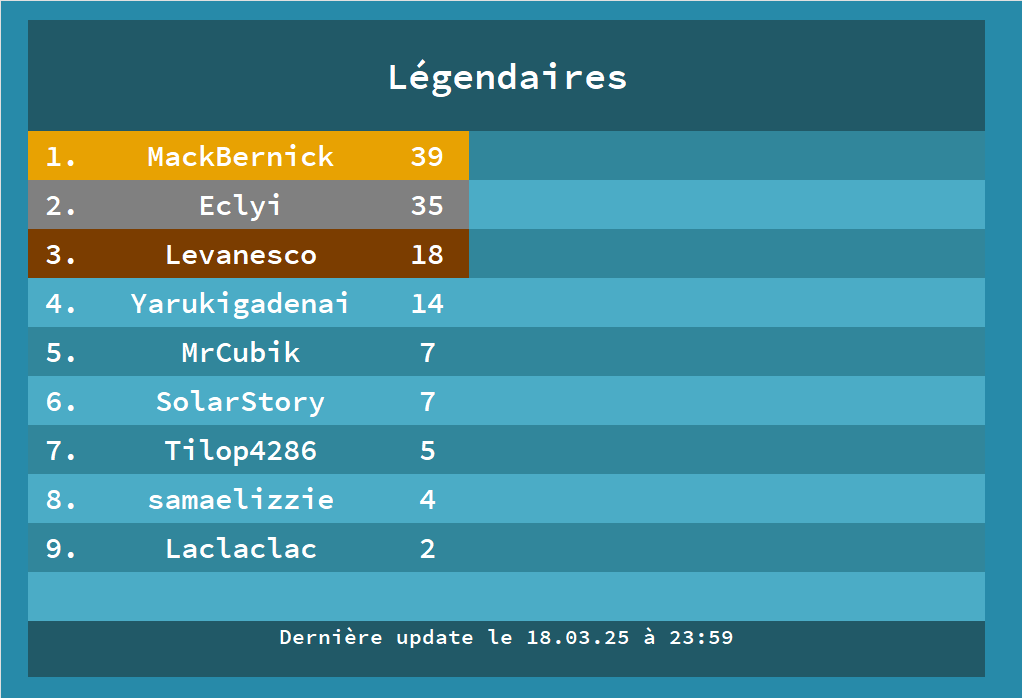 Légendaires
1. MackBernick 39
2. Eclyi 35
3. Levanesco 18
4. Yarukigadenai 14
5. MrCubik 7
6. SolarStory 7
7. Tilop4286 5
8. samaelizzie 4
9. Laclaclac 2
Dernière update le 18.03.25 à 23:59